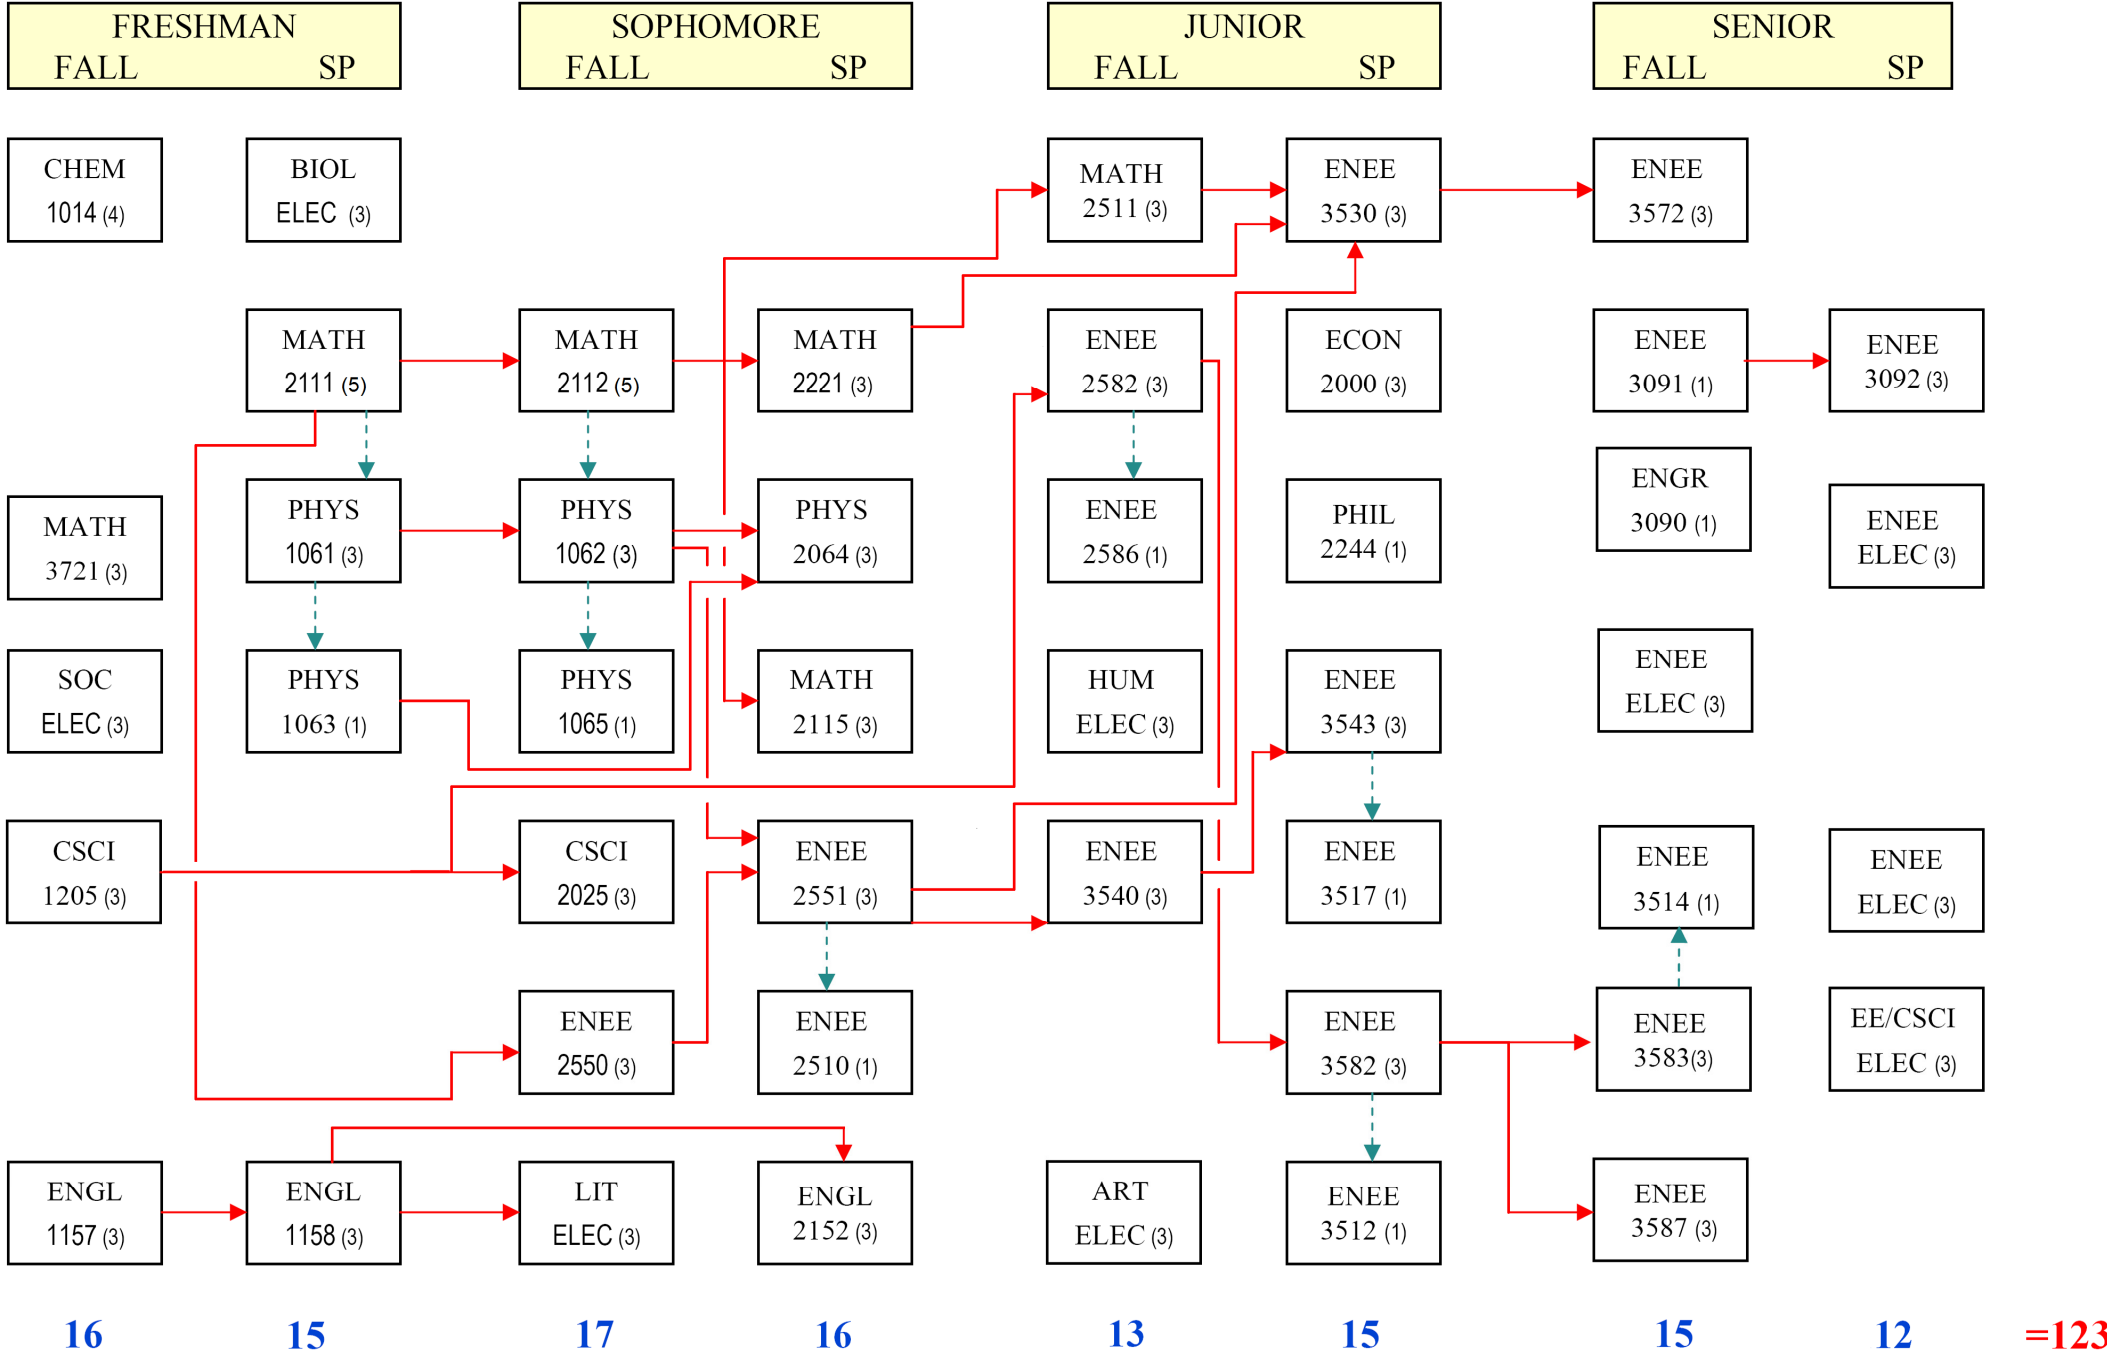 FRESHMAN
FALL SP
SOPHOMORE
FALL SP
JUNIOR
FALL SP
SENIOR
FALL SP
CHEM
1014 (4)
BIOL
ELEC (3)
MATH
2511 (3)
ENEE
3530 (3)
ENEE
3572 (3)
MATH
2111 (5)
MATH
2112 (5)
MATH
2221 (3)
ENEE
2582 (3)
ECON
2000 (3)
ENEE
3091 (1)
ENEE
3092 (3)
MATH
3721 (3)
PHYS
1061 (3)
PHYS
1062 (3)
PHYS
2064 (3)
ENEE
2586 (1)
PHIL
2244 (1)
ENGR
3090 (1)
ENEE
ELEC (3)
SOC
ELEC (3)
PHYS
1063 (1)
PHYS
1065 (1)
MATH
2115 (3)
HUM
ELEC (3)
ENEE
3543 (3)
ENEE
ELEC (3)
CSCI
1205 (3)
CSCI
2025 (3)
ENEE
2551 (3)
ENEE
3540 (3)
ENEE
3517 (1)
ENEE
3514 (1)
ENEE
ELEC (3)
ENEE
2550 (3)
ENEE
2510 (1)
ENEE
3582 (3)
ENEE
3583(3)
EE/CSCI
ELEC (3)
ENGL
1157 (3)
ENGL
1158 (3)
LIT
ELEC (3)
ENGL
2152 (3)
ART
ELEC (3)
ENEE
3512 (1)
ENEE
3587 (3)
16 15 17 16 13 15 15 12 =123